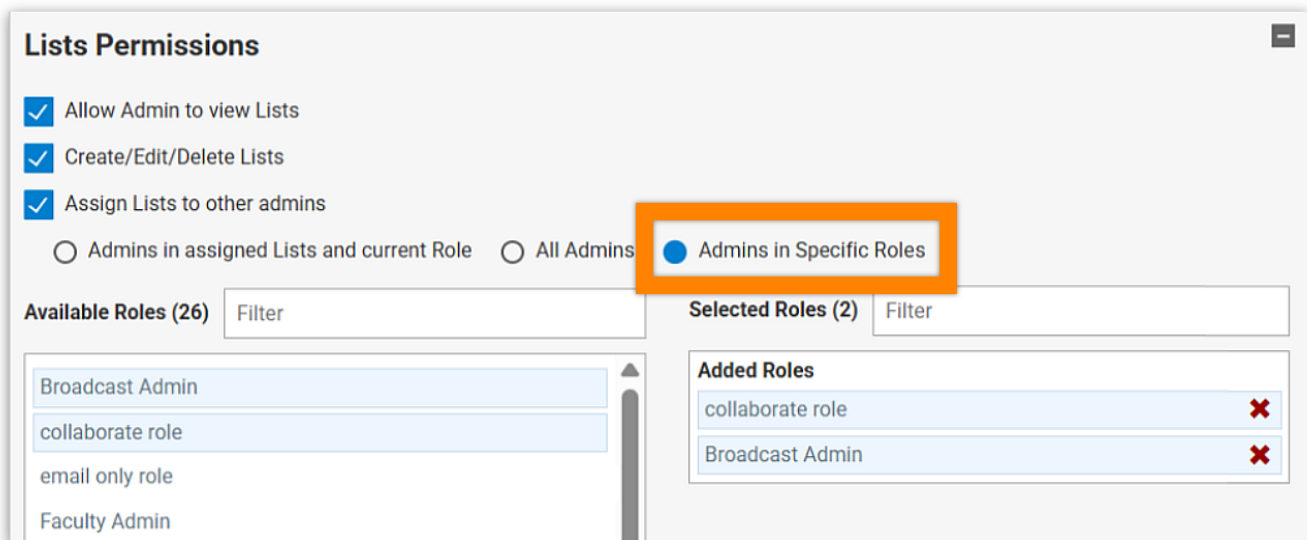 Lists Permissions
Allow Admin to view Lists
Create/Edit/Delete Lists
Assign Lists to other admins
Admins in assigned Lists and current Role All Admins Admins in Specific Roles
Available Roles (26) Filter
Broadcast Admin
collaborate role
email only role
Faculty Admin
Selected Roles (2) Filter
Added Roles
collaborate role
Broadcast Admin